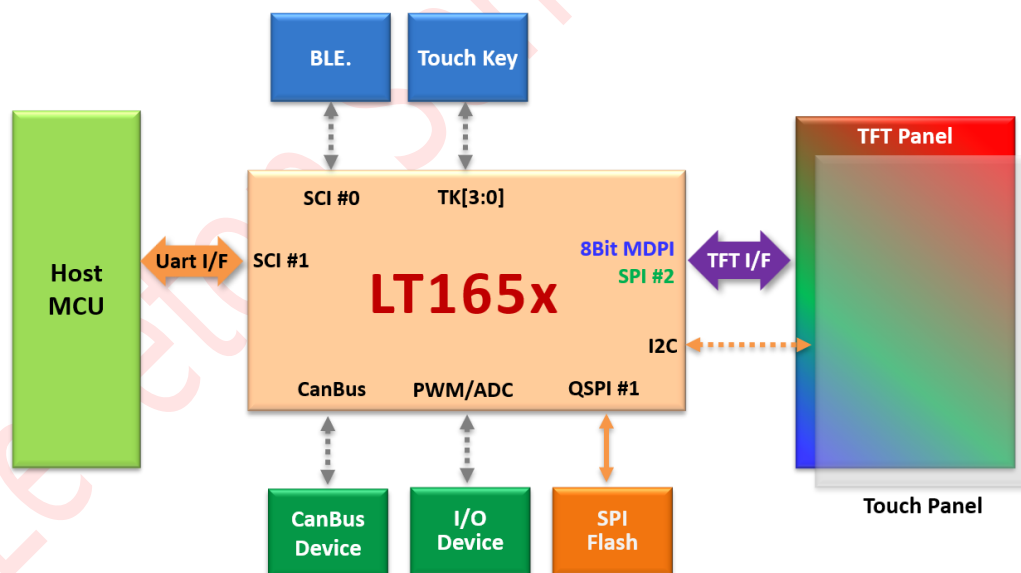 BLE.
Touch Key
TFT Panel
Host
MCU
Uart I/F
SCI #0
TK[3:0]
SCI #1
LT165x
8Bit MDPI
SPI #2
TFT I/F
I2C
CanBus
PWM/ADC
QSPI #1
CanBus
Device
I/O
Device
SPI
Flash
Touch Panel